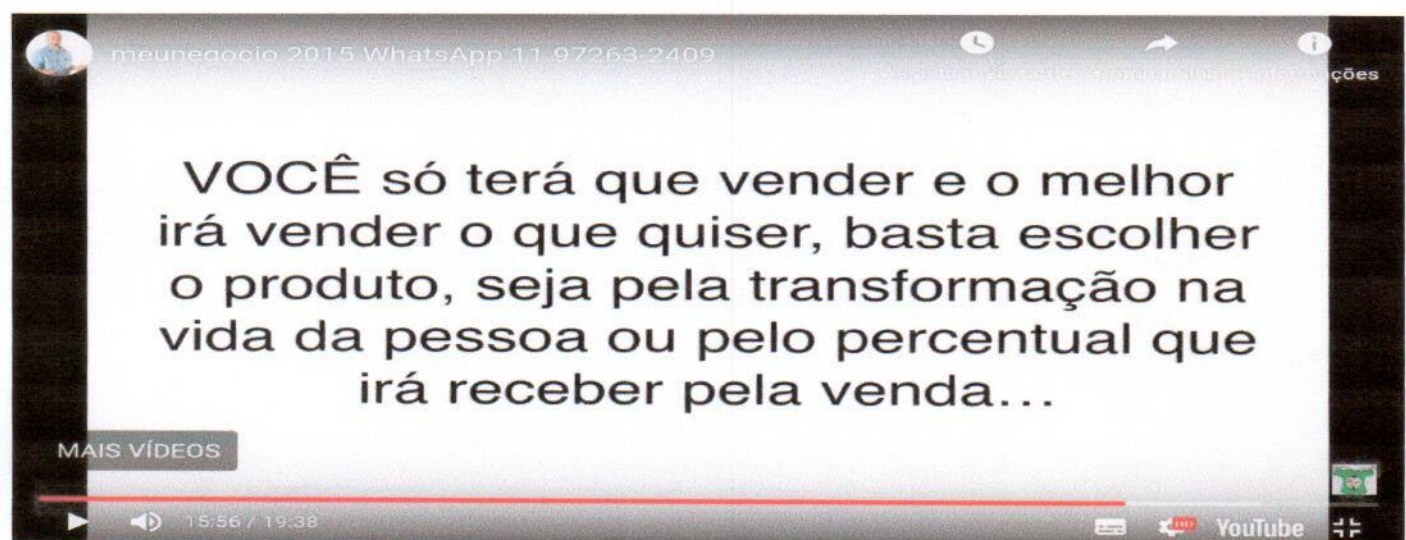 meunegocio 2015 WhatsApp 11 97263-2409
ções
VOCÊ só terá que vender e o melhor
irá vender o que quiser, basta escolher
o produto, seja pela transformação na
vida da pessoa ou pelo percentual que
irá receber pela venda...
MAIS VÍDEOS
15:56 / 19:38
HD
YouTube